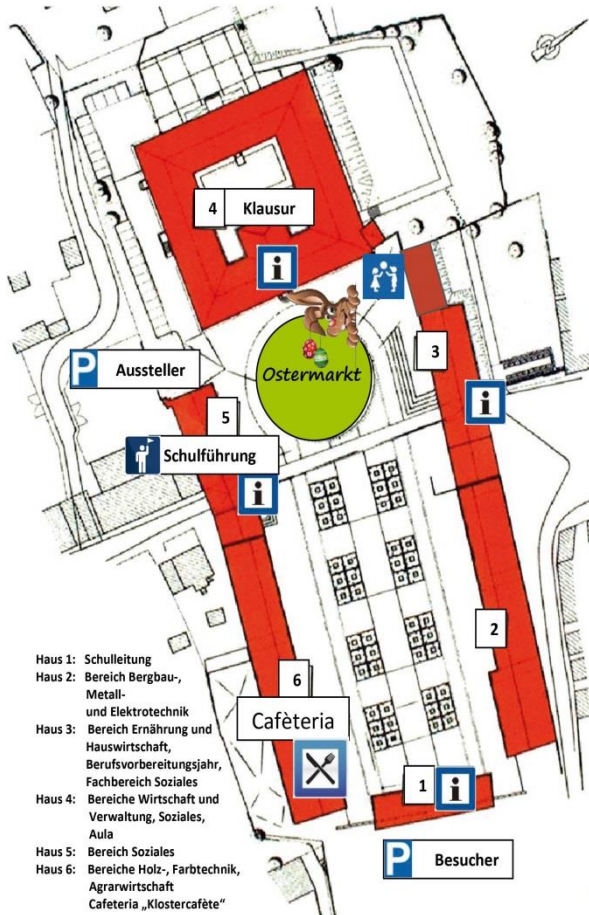 4 Klausur
i
3
Ostermarkt
P Aussteller
i
5
Schulführung
i
2
6
Cafèteria
1
i
P Besucher
Haus 1: Schulleitung
Haus 2: Bereich Bergbau-,
Metall-
und Elektrotechnik
Haus 3: Bereich Ernährung und
Hauswirtschaft,
Berufsvorbereitungsjahr,
Fachbereich Soziales
Haus 4: Bereiche Wirtschaft und
Verwaltung, Soziales,
Aula
Haus 5: Bereich Soziales
Haus 6: Bereiche Holz-, Farbtechnik,
Agrarwirtschaft
Cafeteria „Klostercafète“